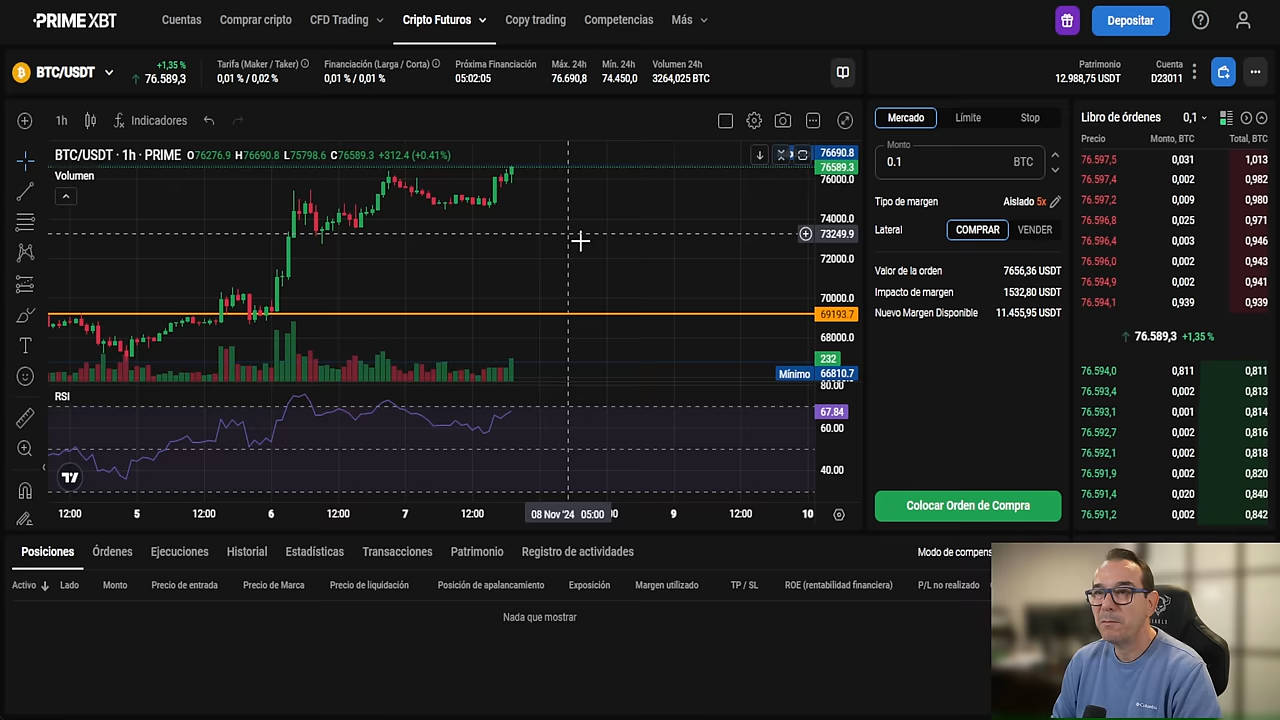 PRIME XBT
Cuentas Comprar cripto CFD Trading Cripto Futuros Copy trading Competencias Más
Depositar
BTC/USDT +1,35 % 76.589,3
Tarifa (Maker / Taker) 0,01 % / 0,02 %
Financiación (Larga / Corta) 0,01 % / 0,01 %
Próxima Financiación 05:02:05
Máx. 24h 76.690,8
Mín. 24h 74.450,0
Volumen 24h 3264,025 BTC
Patrimonio 12.988,75 USDT
Cuenta D23011
1h Indicadores
BTC/USDT · 1h · PRIME O76276.9 H76690.8 L75798.6 C76589.3 +312.4 (+0.41%)
Volumen
76690.8
76589.3
76000.0
74000.0
73249.9
72000.0
70000.0
69193.7
68000.0
232
Mínimo 66810.7
80.00
RSI
67.84
60.00
40.00
12:00 5 12:00 6 12:00 7 12:00 08 Nov '24 05:00 9 12:00 10
Mercado Límite Stop
Monto
0.1 BTC
Tipo de margen Aislado 5x
Lateral COMPRAR VENDER
Valor de la orden 7656,36 USDT
Impacto de margen 1532,80 USDT
Nuevo Margen Disponible 11.455,95 USDT
Colocar Orden de Compra
Libro de órdenes 0,1
Precio Monto, BTC Total, BTC
76.597,5 0,031 1,013
76.597,4 0,002 0,982
76.597,2 0,009 0,980
76.596,8 0,025 0,971
76.596,4 0,003 0,946
76.596,0 0,002 0,943
76.594,9 0,002 0,941
76.594,1 0,939 0,939
76.589,3 +1,35 %
76.594,0 0,811 0,811
76.593,4 0,002 0,813
76.593,1 0,001 0,814
76.592,7 0,002 0,816
76.592,1 0,002 0,818
76.591,9 0,002 0,820
76.591,4 0,020 0,840
76.591,2 0,002 0,842
Posiciones Órdenes Ejecuciones Historial Estadísticas Transacciones Patrimonio Registro de actividades Modo de compens
Activo Lado Monto Precio de entrada Precio de Marca Precio de liquidación Posición de apalancamiento Exposición Margen utilizado TP / SL ROE (rentabilidad financiera) P/L no realizado
Nada que mostrar
Columbia